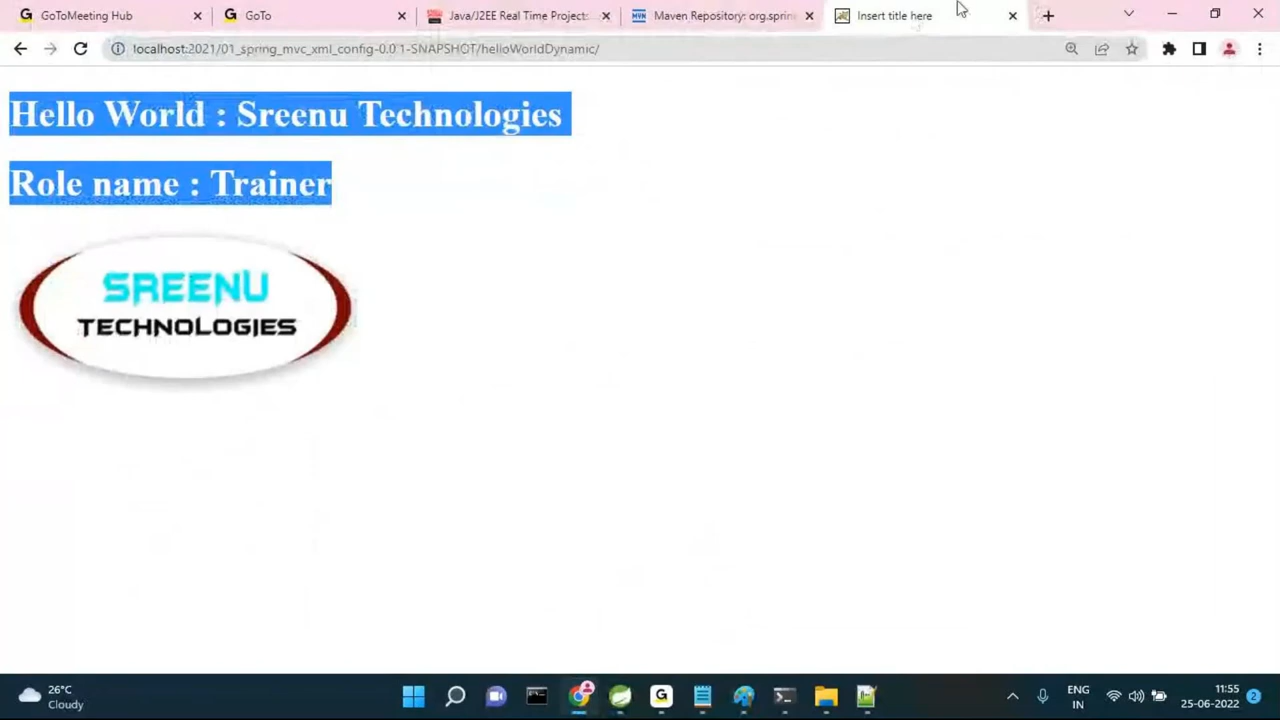 GoToMeeting Hub
GoTo
Java/J2EE Real Time Projects
Maven Repository: org.sprin
Insert title here
localhost:2021/01_spring_mvc_xml_config-0.0.1-SNAPSHOT/helloWorldDynamic/
Hello World : Sreenu Technologies
Role name : Trainer
SREENU
TECHNOLOGIES
26°C
Cloudy
ENG
IN
11:55
25-06-2022
2